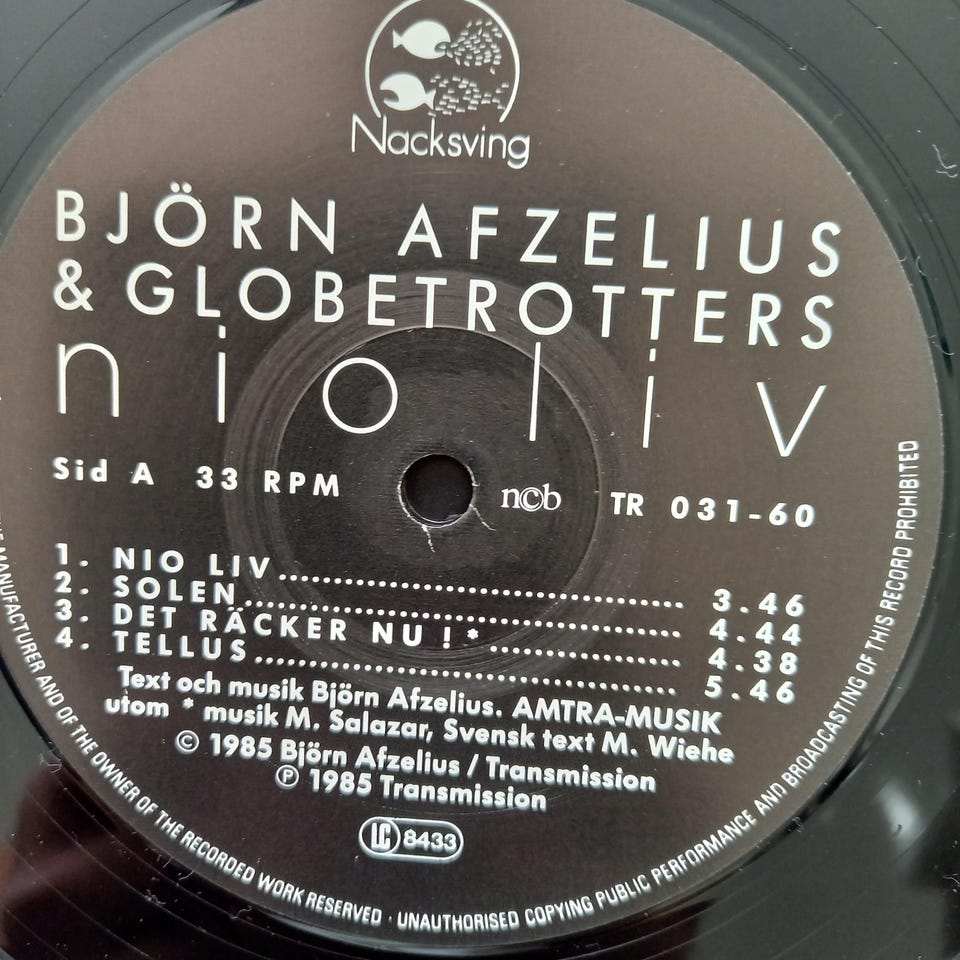 Nacksving
BJÖRN AFZELIUS
& GLOBETROTTERS
nio liv
Sid A 33 RPM ncb TR 031-60
1. NIO LIV........................................ 3.46
2. SOLEN........................................ 4.44
3. DET RÄCKER NU!*.................... 4.38
4. TELLUS........................................ 5.46
Text och musik Björn Afzelius. AMTRA-MUSIK
utom * musik M. Salazar, Svensk text M. Wiehe
© 1985 Björn Afzelius / Transmission
℗ 1985 Transmission
LC 8433
MANUFACTURER AND OF THE OWNER OF THE RECORDED WORK RESERVED · UNAUTHORISED COPYING PUBLIC PERFORMANCE AND BROADCASTING OF THIS RECORD PROHIBITED